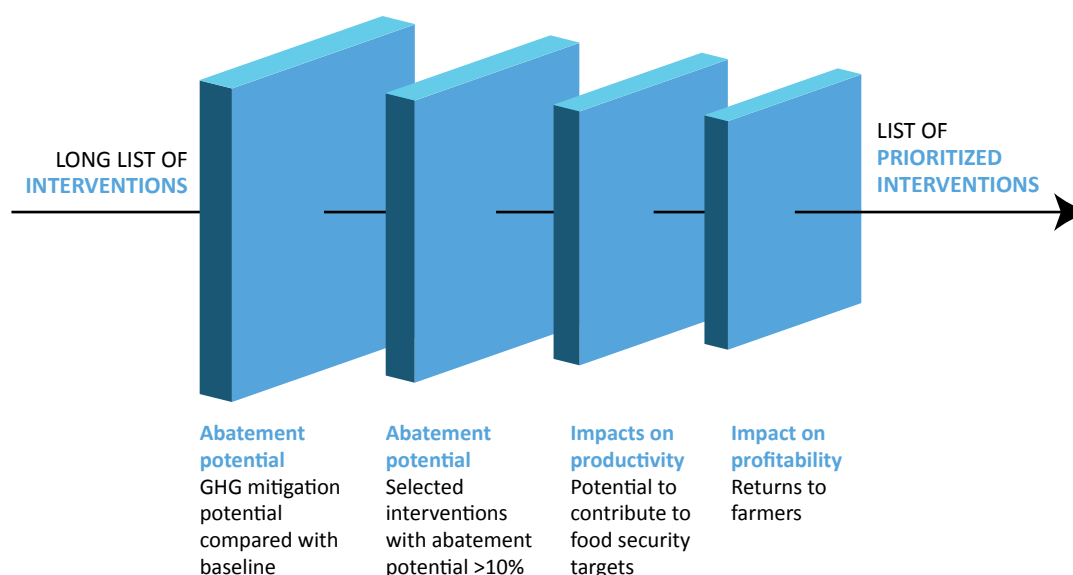 LONG LIST OF
INTERVENTIONS
LIST OF
PRIORITIZED
INTERVENTIONS
Abatement
potential
GHG mitigation
potential
compared with
baseline
Abatement
potential
Selected
interventions
with abatement
potential >10%
Impacts on
productivity
Potential to
contribute to
food security
targets
Impact on
profitability
Returns to
farmers